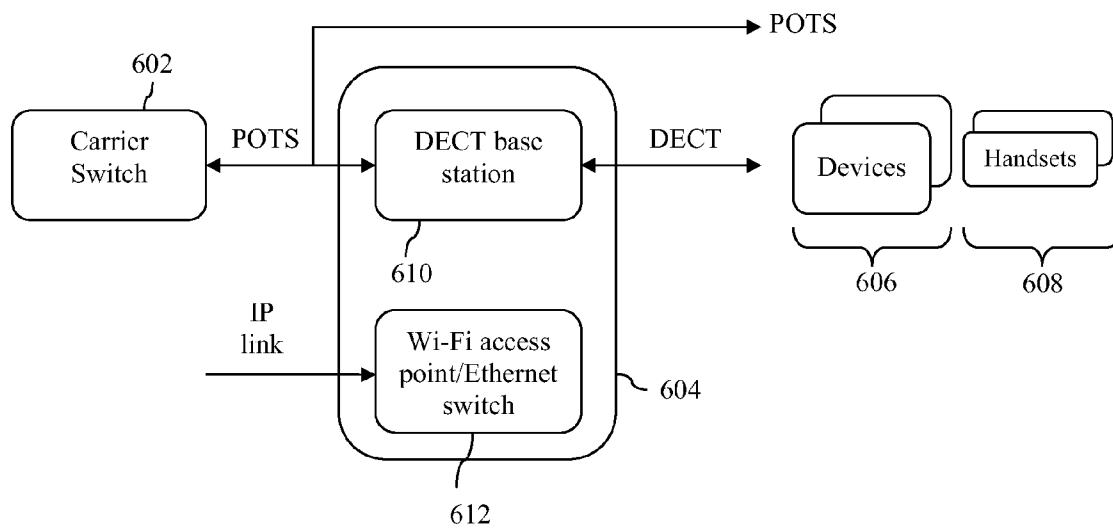 POTS
602
Carrier
Switch
POTS
DECT base
station
DECT
Devices
Handsets
610
606
608
IP
link
Wi-Fi access
point/Ethernet
switch
604
612